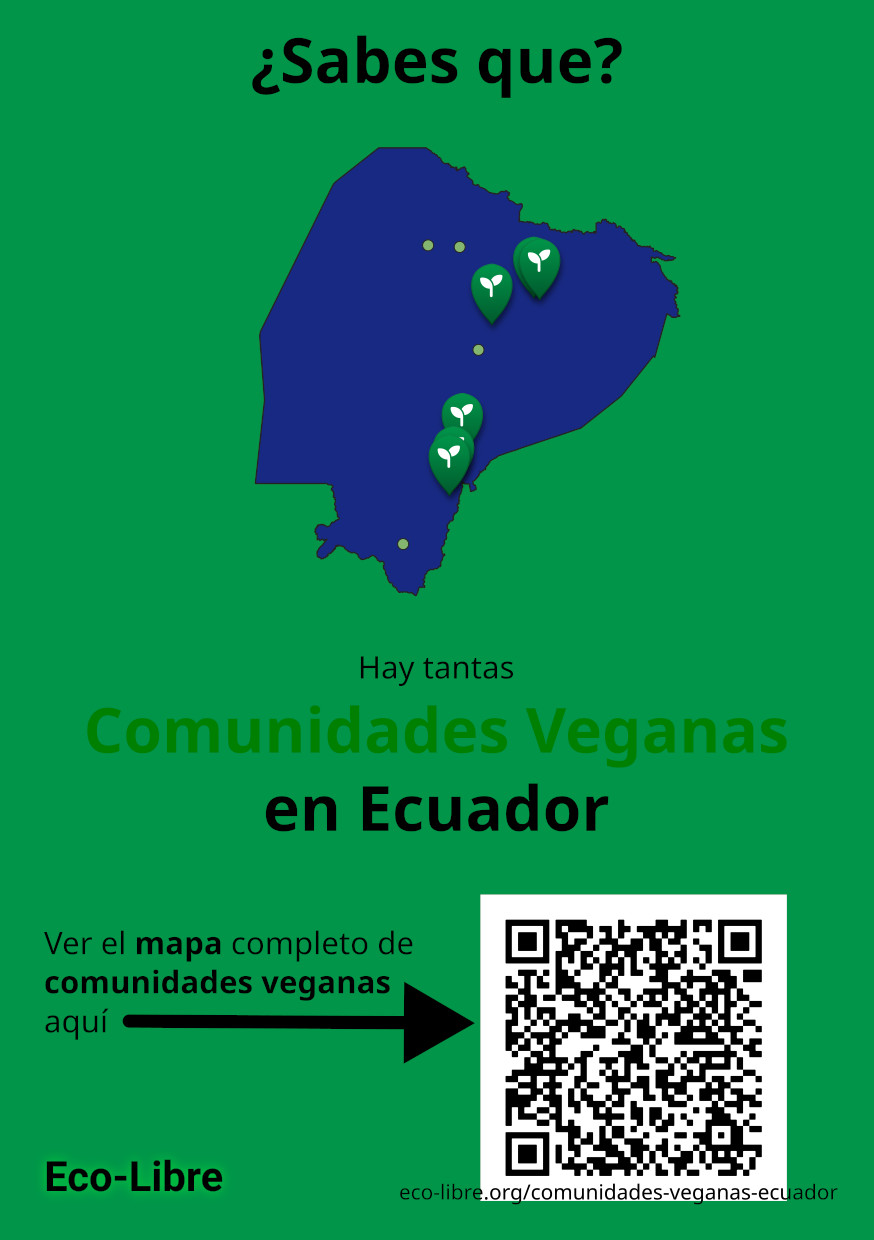 ¿Sabes que?
Hay tantas
Comunidades Veganas
en Ecuador
Ver el mapa completo de
comunidades veganas
aquí
Eco-Libre
eco-libre.org/comunidades-veganas-ecuador